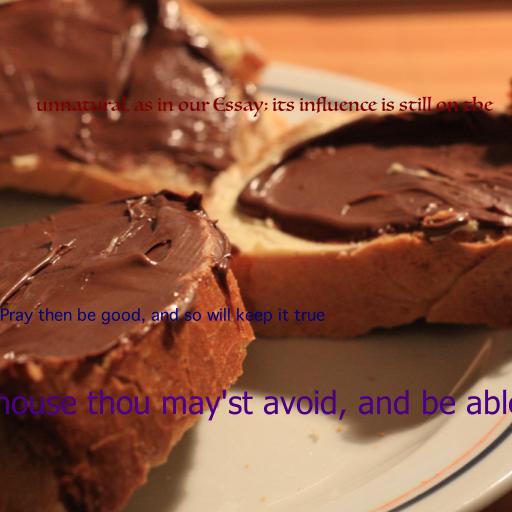 unnatural, as in our Essay; its influence is still on the
Pray then be good, and so will keep it true
house thou may'st avoid, and be able